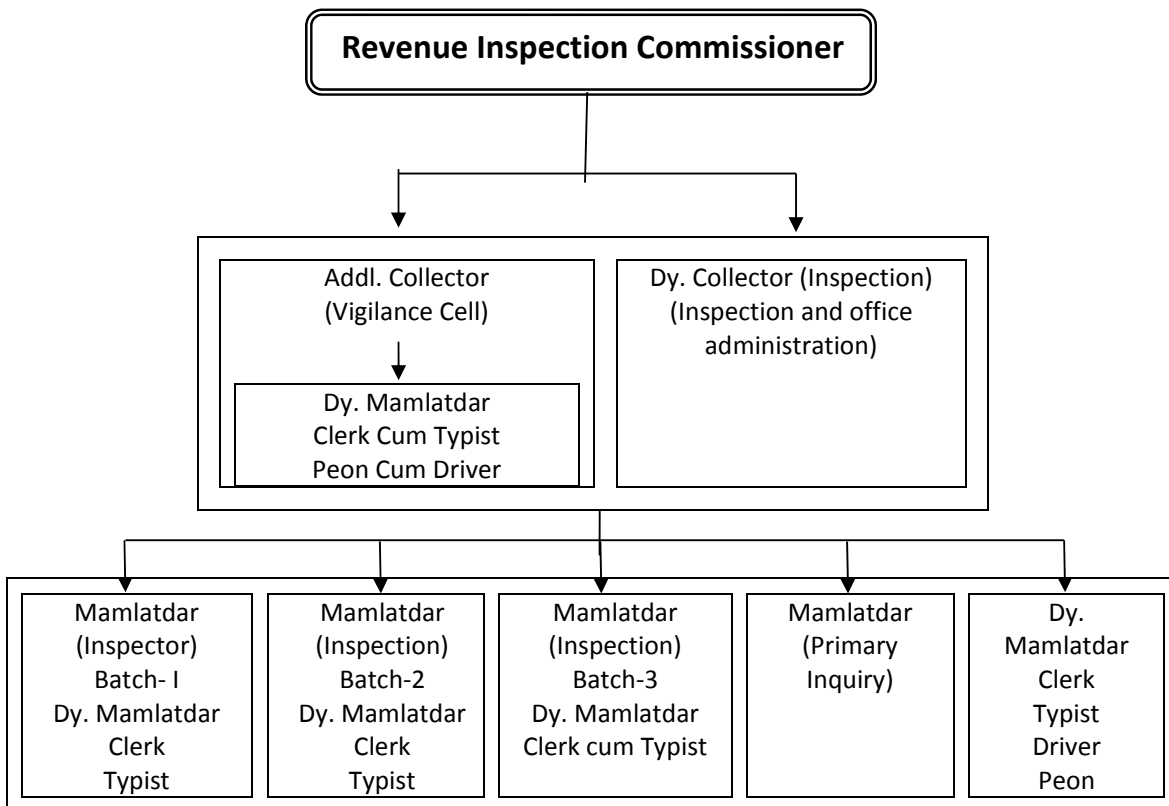 Revenue Inspection Commissioner
Addl. Collector
(Vigilance Cell)
Dy. Mamlatdar
Clerk Cum Typist
Peon Cum Driver
Dy. Collector (Inspection)
(Inspection and office
administration)
Mamlatdar
(Inspector)
Batch- I
Dy. Mamlatdar
Clerk
Typist
Mamlatdar
(Inspection)
Batch-2
Dy. Mamlatdar
Clerk
Typist
Mamlatdar
(Inspection)
Batch-3
Dy. Mamlatdar
Clerk cum Typist
Mamlatdar
(Primary
Inquiry)
Dy.
Mamlatdar
Clerk
Typist
Driver
Peon